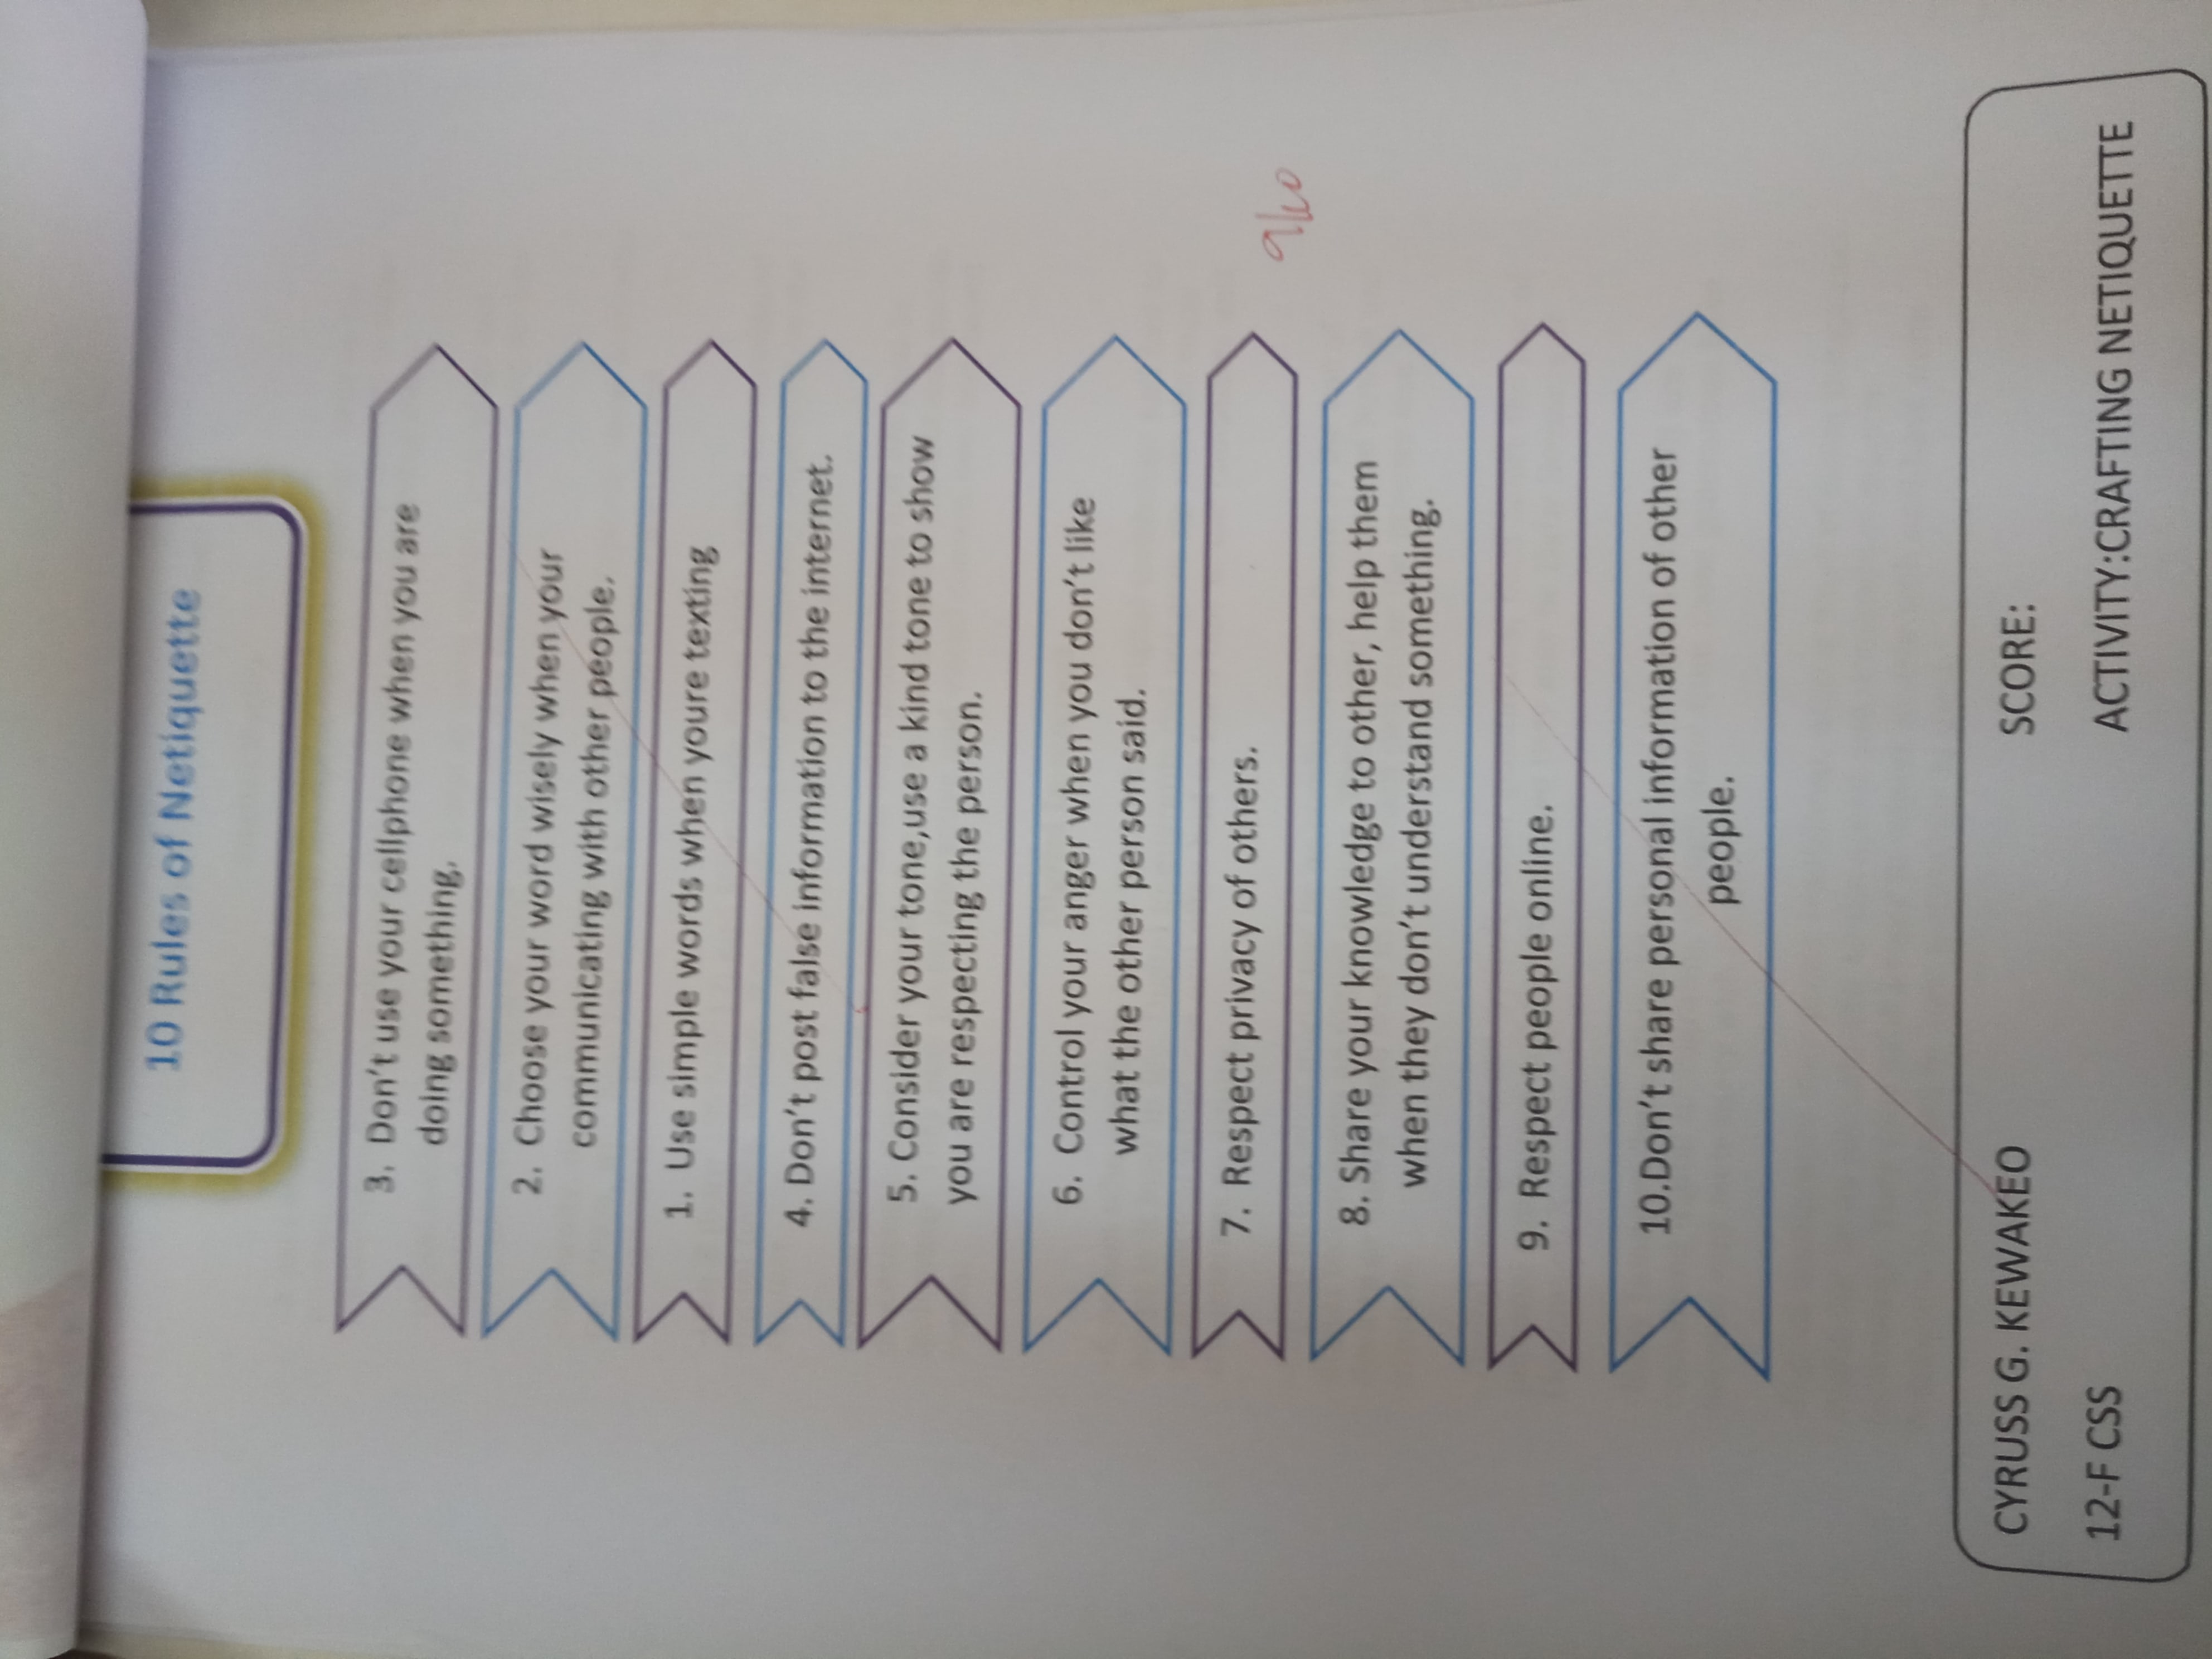 10 Rules of Netiquette
3. Don't use your cellphone when you are
doing something.
2. Choose your word wisely when your
communicating with other people.
1. Use simple words when youre texting
4. Don't post false information to the internet.
5. Consider your tone,use a kind tone to show
you are respecting the person.
6. Control your anger when you don't like
what the other person said.
7. Respect privacy of others.
9/10
8. Share your knowledge to other, help them
when they don't understand something.
9. Respect people online.
10.Don't share personal information of other
people.
CYRUSS G. KEWAKEO
SCORE:
12-F CSS
ACTIVITY:CRAFTING NETIQUETTE